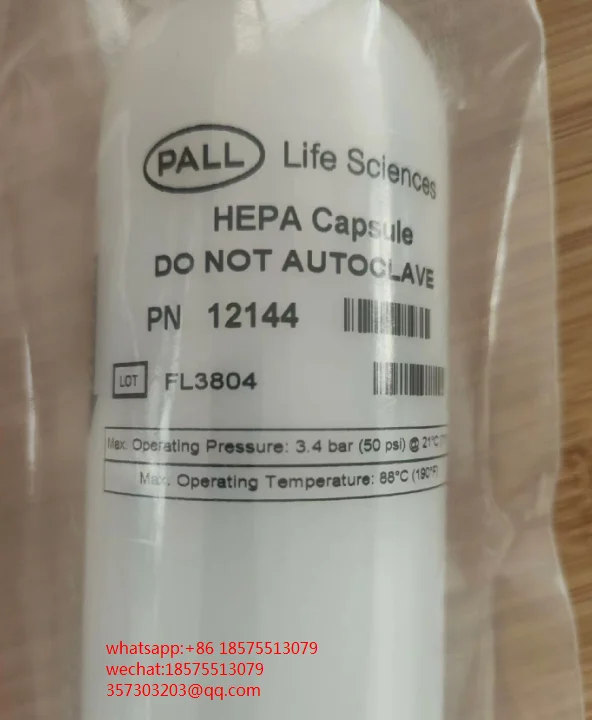 PALL Life Sciences
HEPA Capsule
DO NOT AUTOCLAVE
PN 12144
LOT FL3804
Max. Operating Pressure: 3.4 bar (50 psi) @ 21°C
Max. Operating Temperature: 88°C (190°F)
whatsapp:+86 18575513079
wechat:18575513079
357303203@qq.com